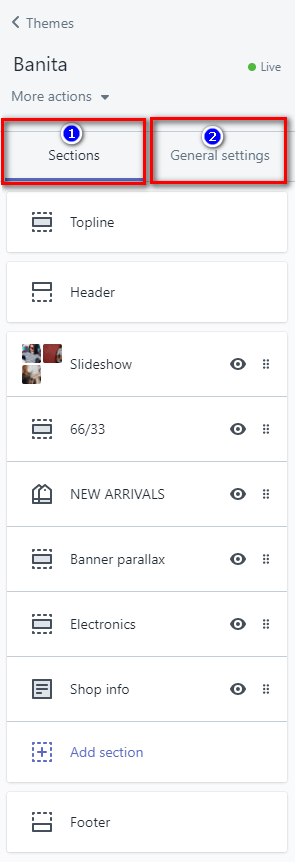 Themes
Banita
Live
More actions
1
2
Sections
General settings
Topline
Header
Slideshow
66/33
NEW ARRIVALS
Banner parallax
Electronics
Shop info
Add section
Footer